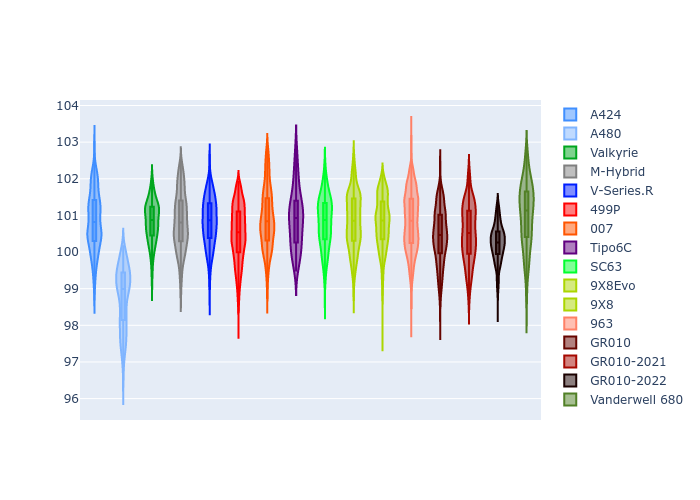 104
103
102
101
100
99
98
97
96
A424
A480
Valkyrie
M-Hybrid
V-Series.R
499P
007
Tipo6C
SC63
9X8Evo
9X8
963
GR010
GR010-2021
GR010-2022
Vanderwell 680